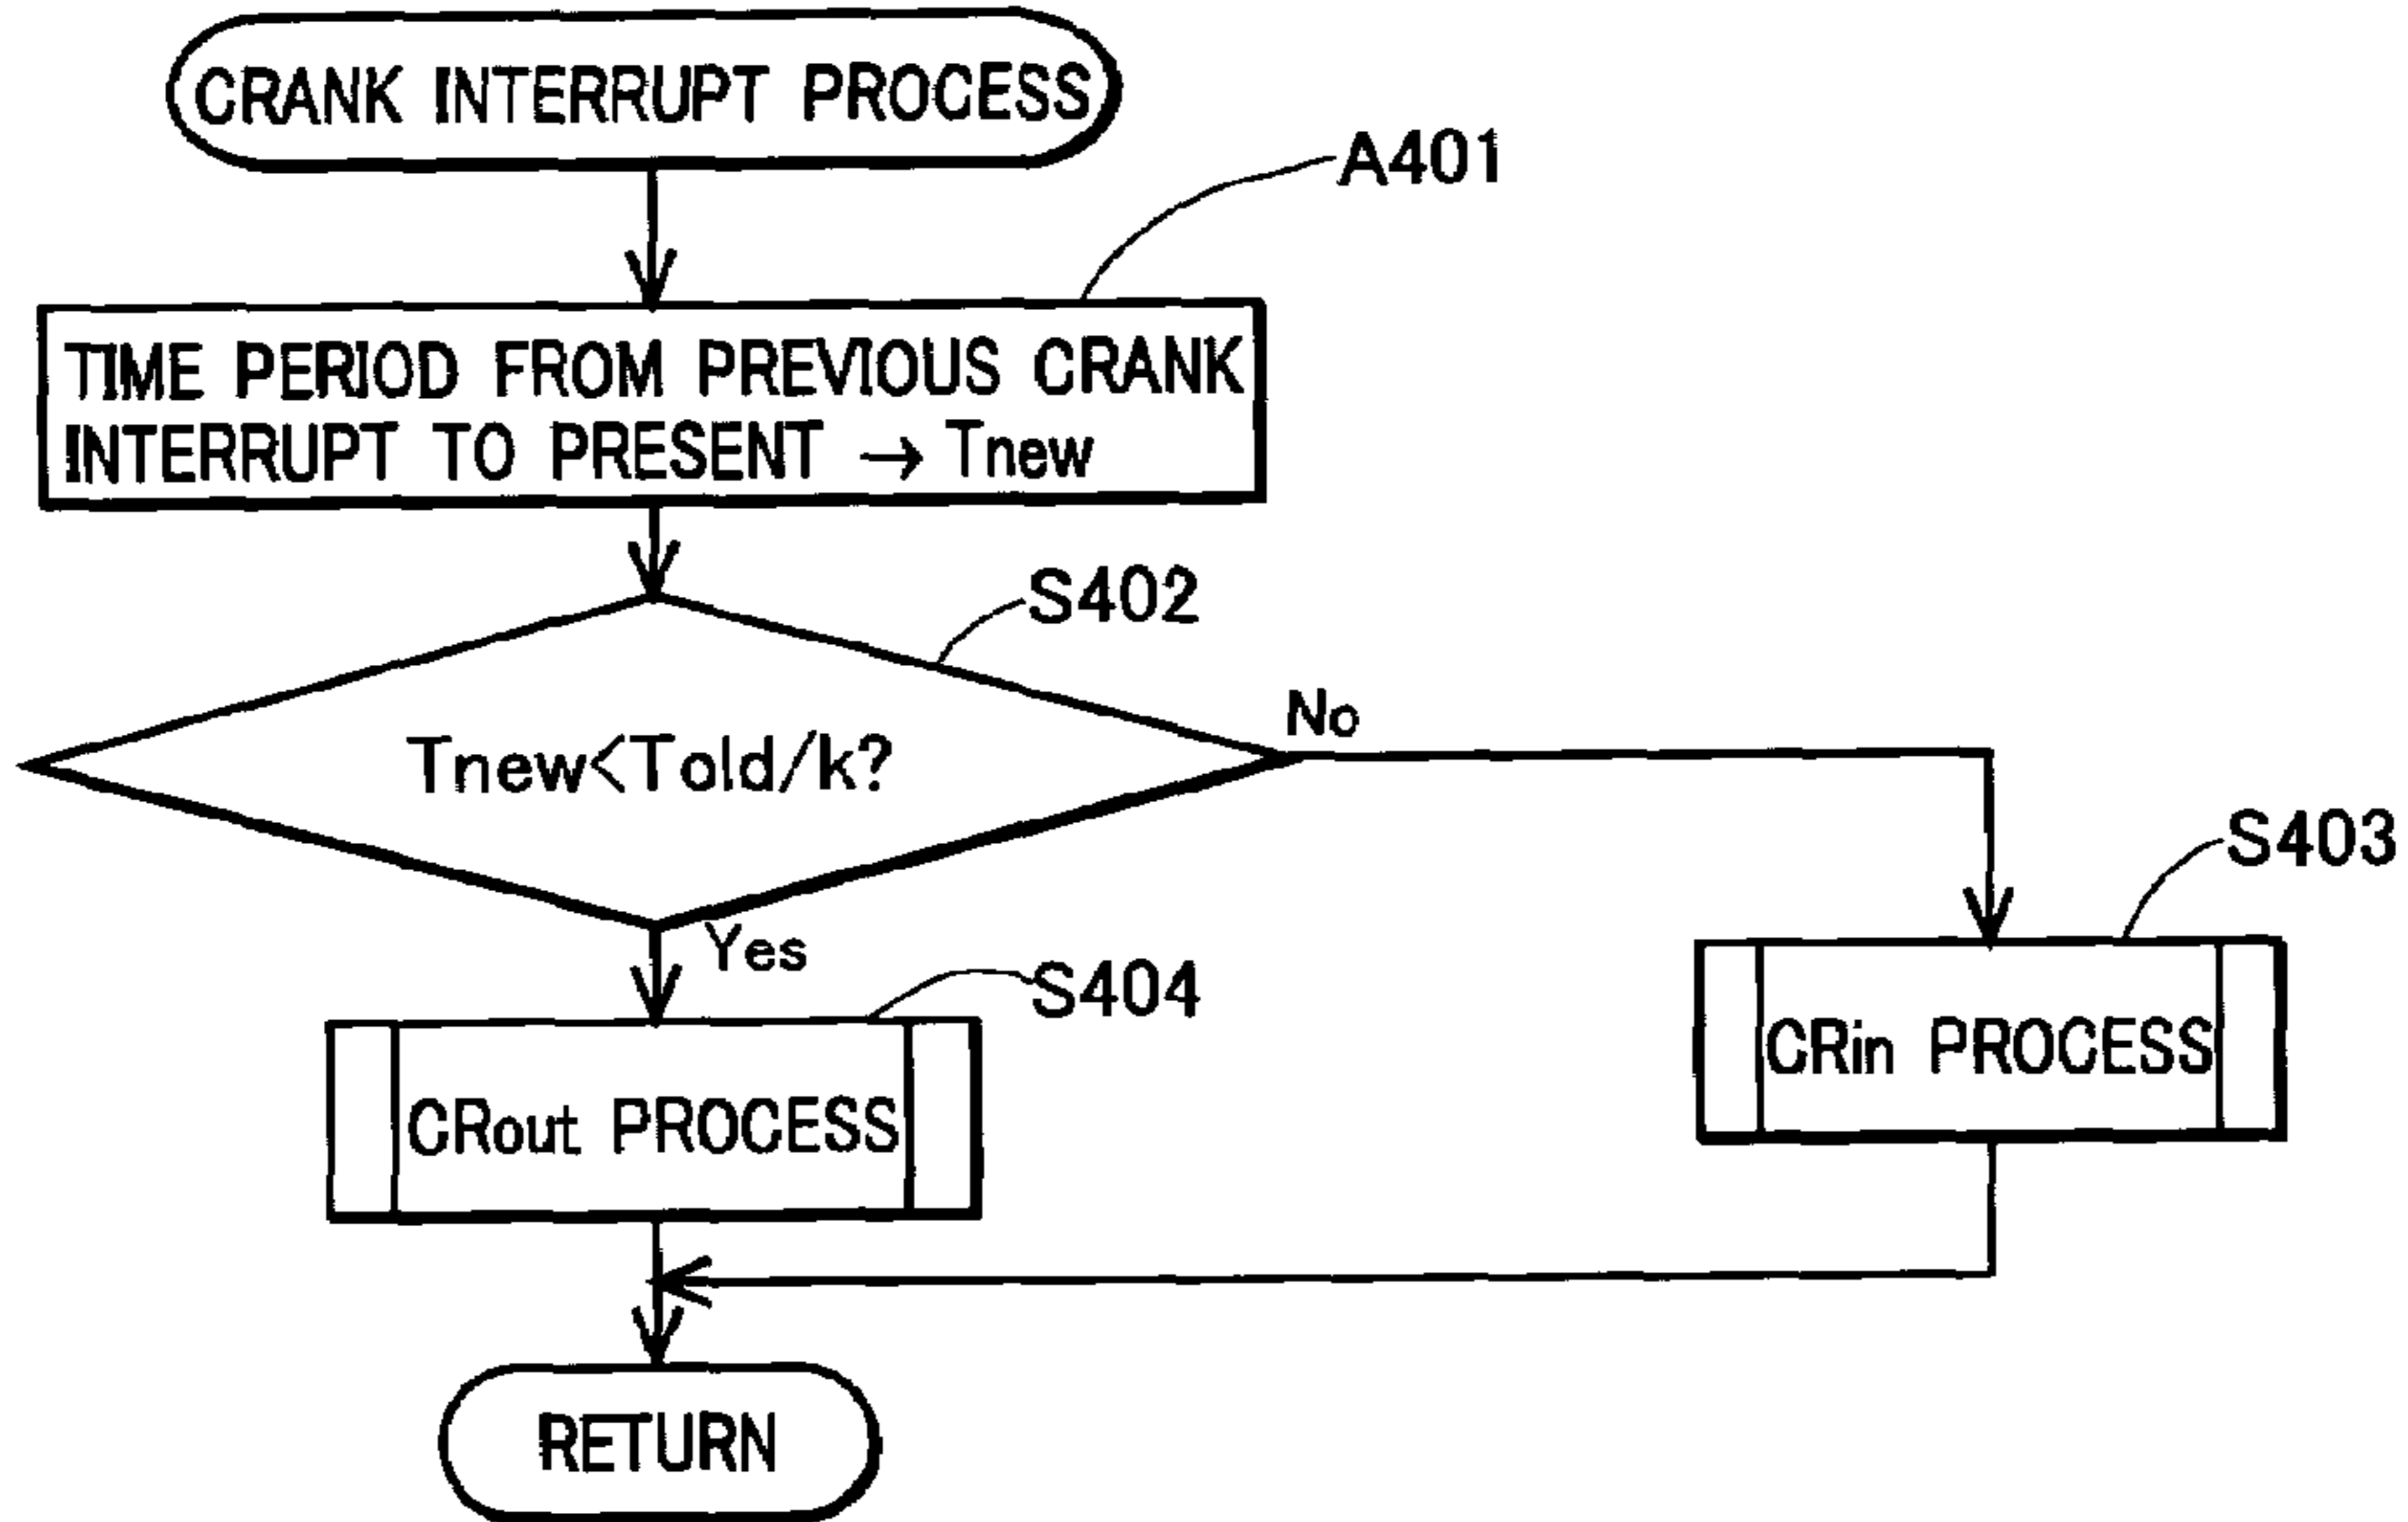 CRANK INTERRUPT PROCESS
A401
TIME PERIOD FROM PREVIOUS CRANK
INTERRUPT TO PRESENT → Tnew
S402
Tnew<Told/k?
No
Yes
S403
CRin PROCESS
S404
CRout PROCESS
RETURN